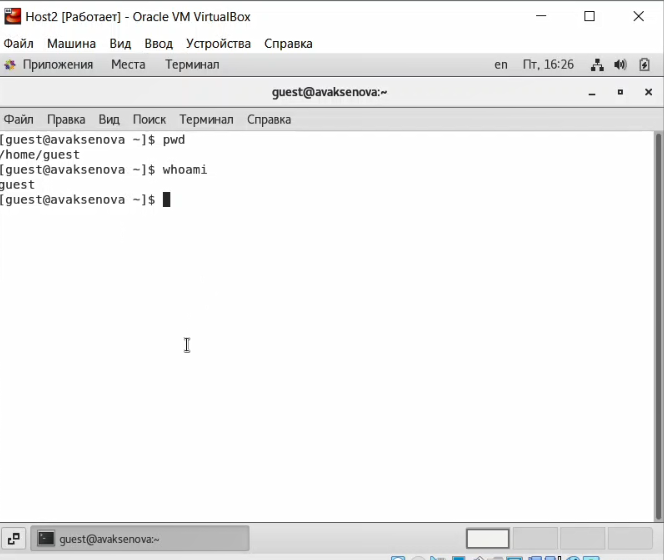 Host2 [Работает] - Oracle VM VirtualBox
Файл Машина Вид Ввод Устройства Справка
Приложения Места Терминал en Пт, 16:26
guest@avaksenova:~
Файл Правка Вид Поиск Терминал Справка
[guest@avaksenova ~]$ pwd
/home/guest
[guest@avaksenova ~]$ whoami
guest
[guest@avaksenova ~]$
guest@avaksenova:~